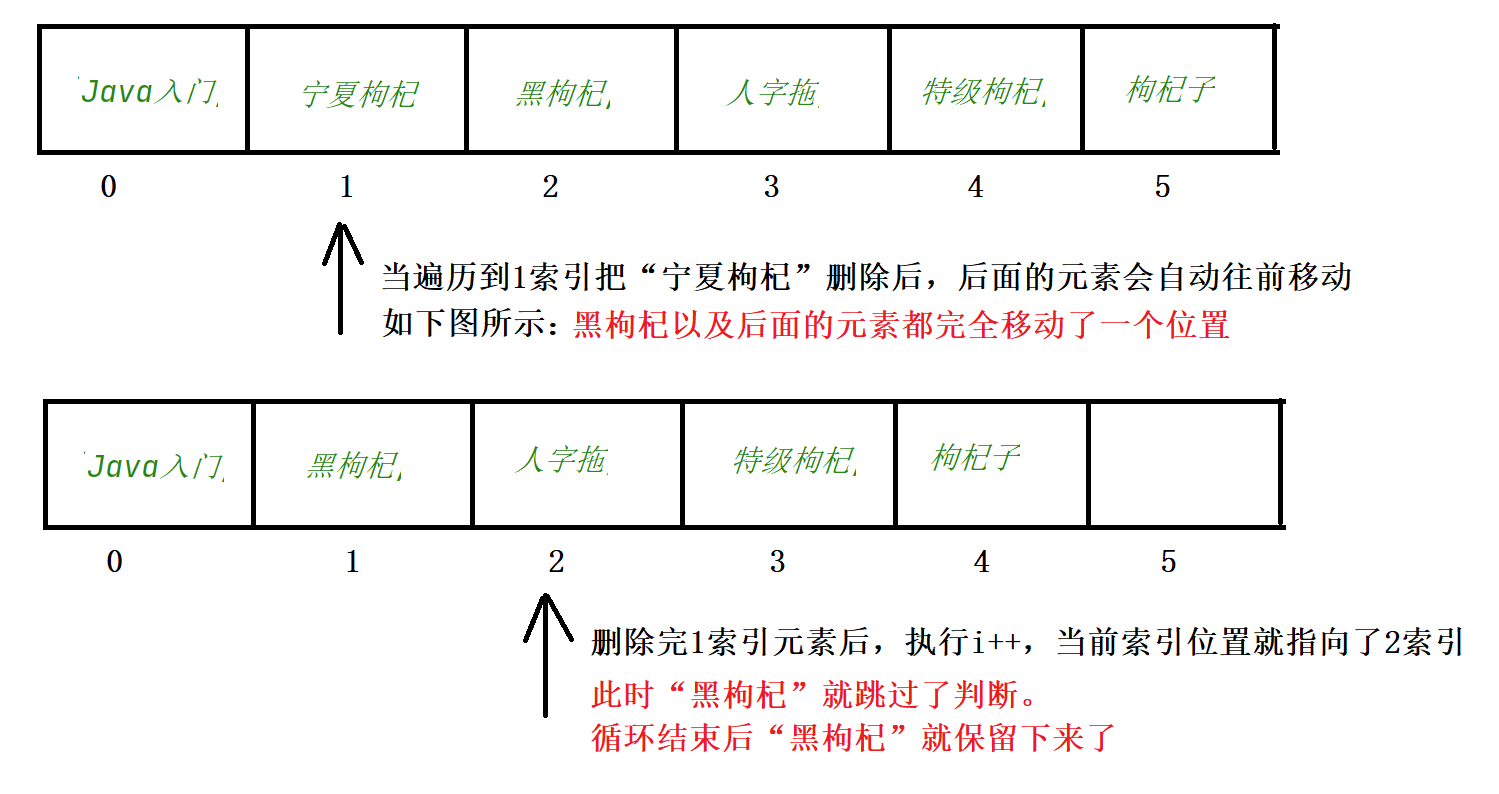 'Java入门,
宁夏枸杞
黑枸杞,
人字拖,
特级枸杞,
枸杞子
0
1
2
3
4
5
当遍历到1索引把“宁夏枸杞”删除后，后面的元素会自动往前移动
如下图所示：黑枸杞以及后面的元素都完全移动了一个位置
'Java入门,
黑枸杞,
人字拖,
特级枸杞,
枸杞子
0
1
2
3
4
5
删除完1索引元素后，执行i++，当前索引位置就指向了2索引
此时“黑枸杞”就跳过了判断。
循环结束后“黑枸杞”就保留下来了